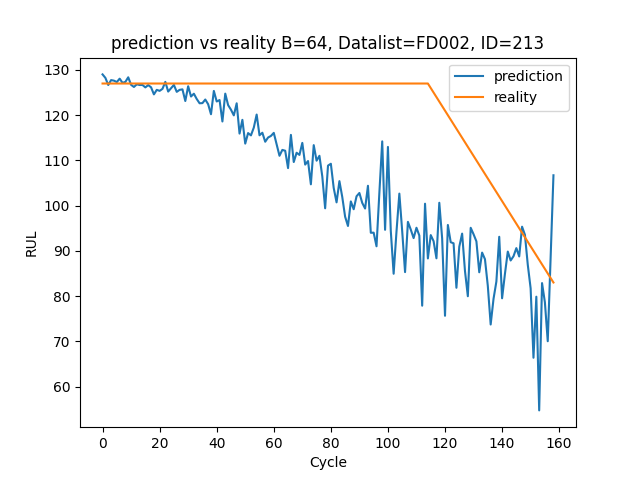 prediction vs reality B=64, Datalist=FD002, ID=213
prediction
reality
130
120
110
100
90
80
70
60
RUL
0 20 40 60 80 100 120 140 160
Cycle